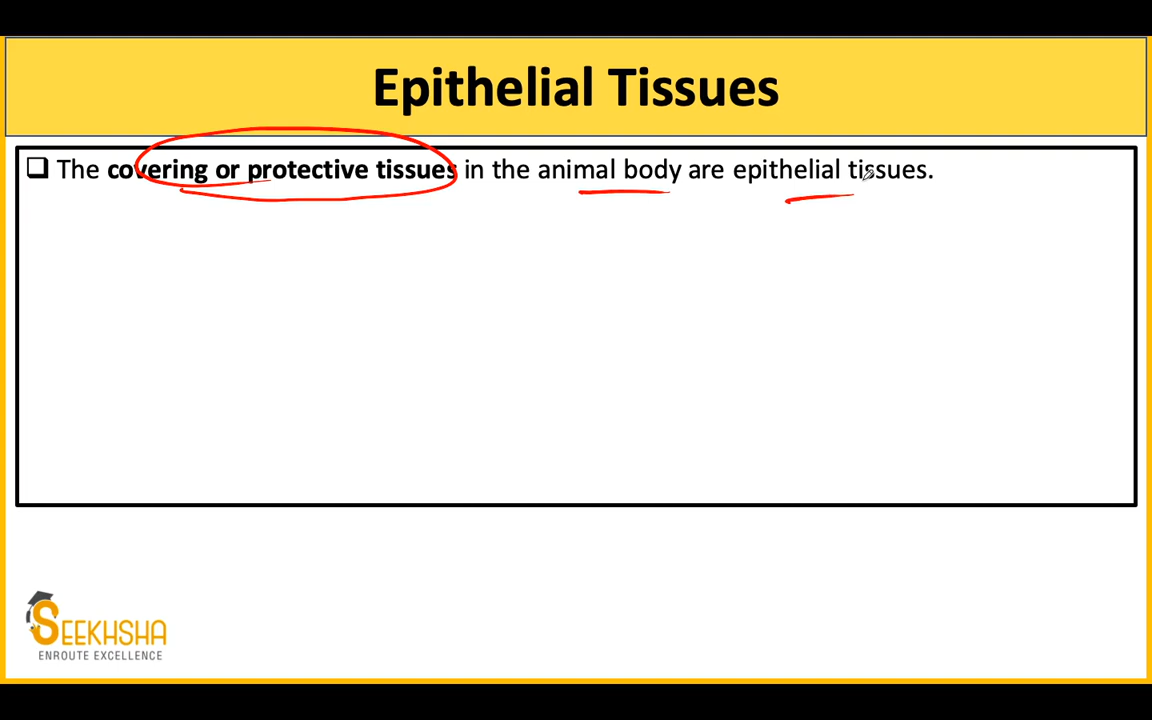 Epithelial Tissues
The covering or protective tissues in the animal body are epithelial tissues.
SEEKHSHA
ENROUTE EXCELLENCE